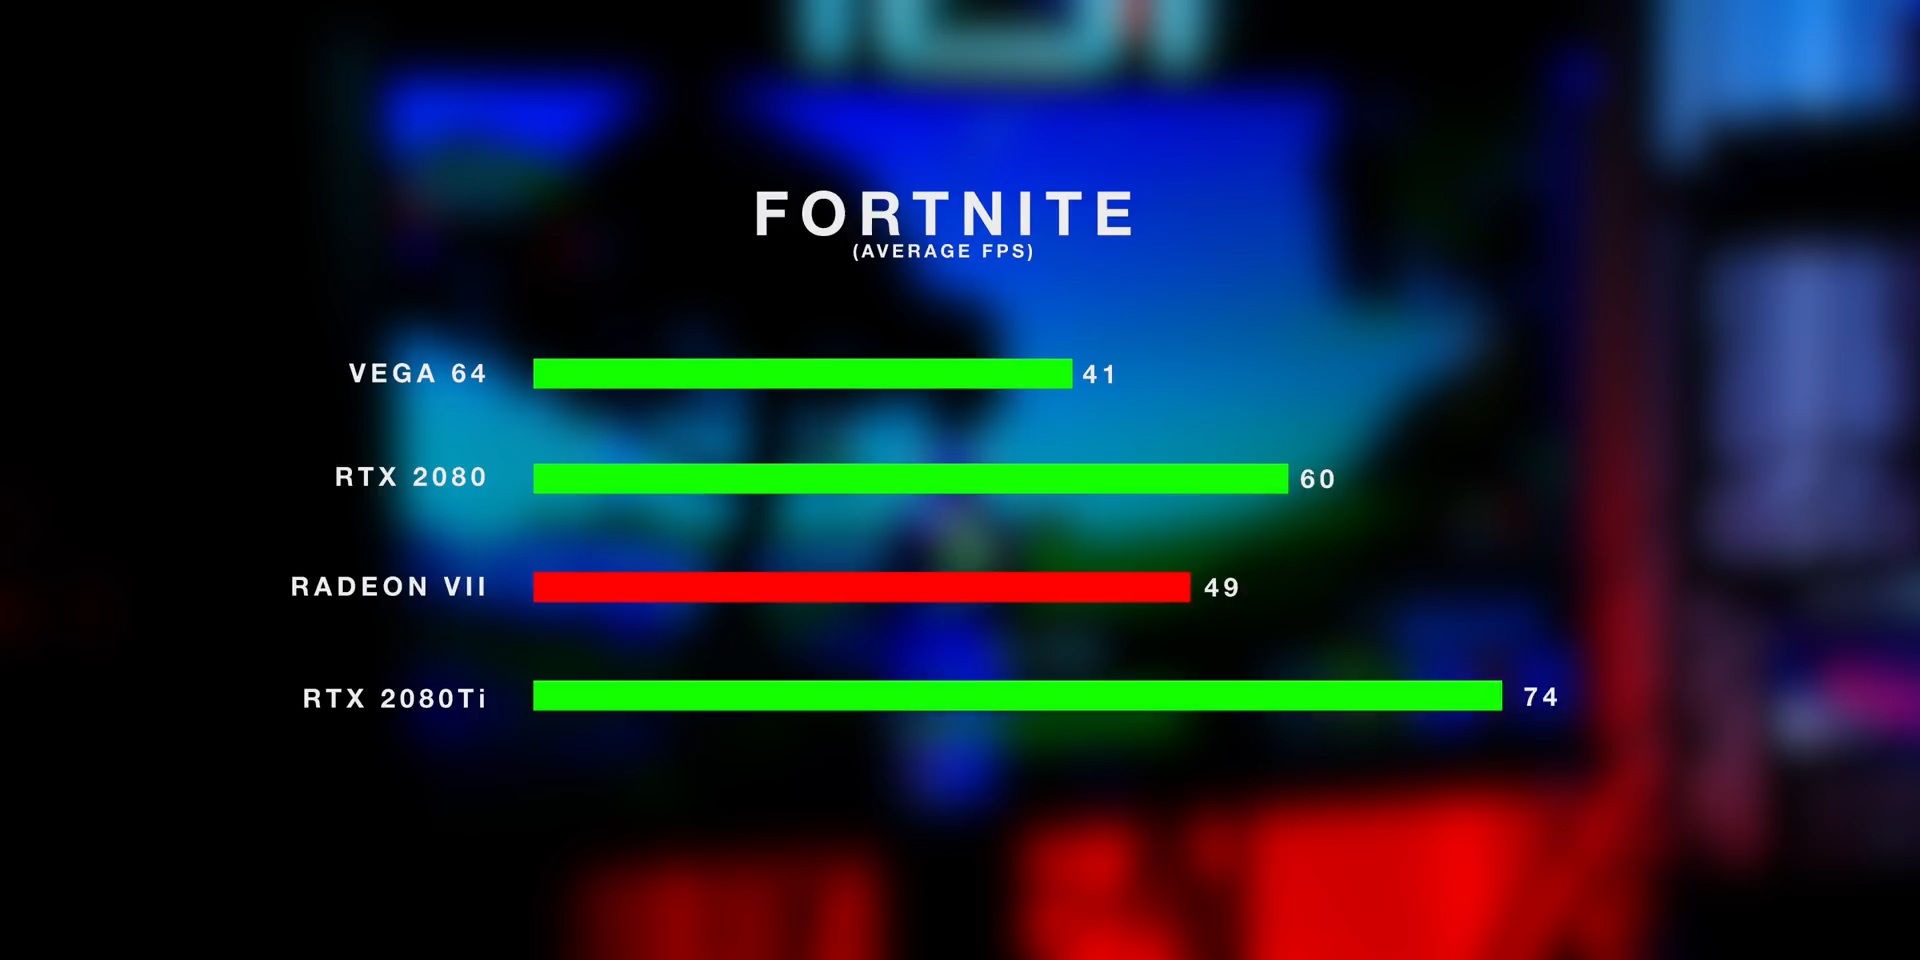 FORTNITE
(AVERAGE FPS)
VEGA 64 41
RTX 2080 60
RADEON VII 49
RTX 2080Ti 74